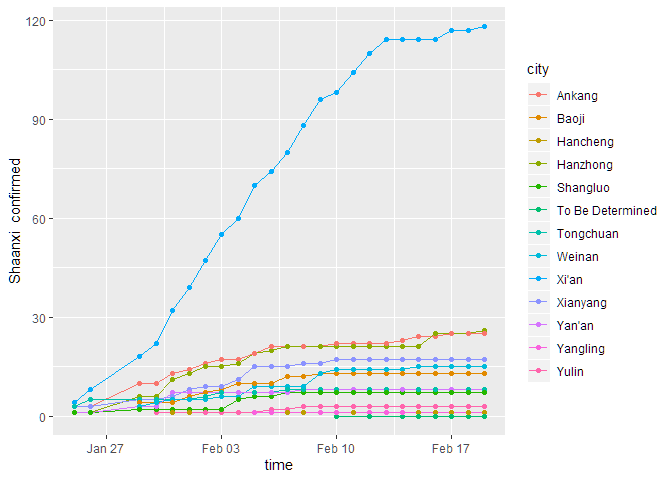 120
90
60
30
0
Shaanxi confirmed
Jan 27
Feb 03
Feb 10
Feb 17
time
city
Ankang
Baoji
Hancheng
Hanzhong
Shangluo
To Be Determined
Tongchuan
Weinan
Xi'an
Xianyang
Yan'an
Yangling
Yulin